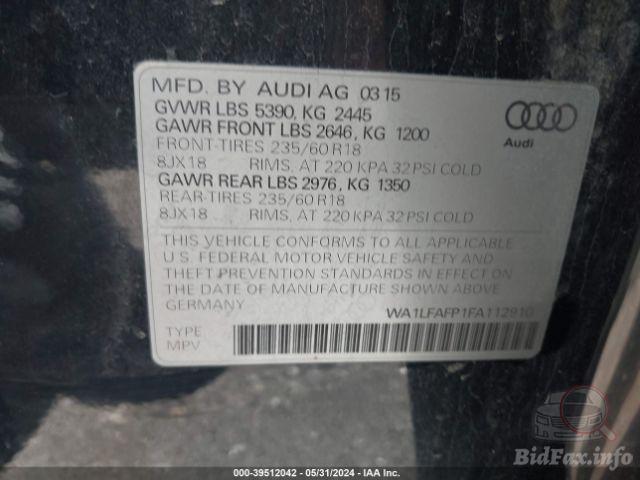 MFD. BY AUDI AG 0315
GVWR LBS 5390, KG 2445
GAWR FRONT LBS 2646, KG 1200
FRONT-TIRES 235/60 R18
8JX18 RIMS, AT 220 KPA 32 PSI COLD
GAWR REAR LBS 2976, KG 1350
REAR-TIRES 235/60 R18
8JX18 RIMS, AT 220 KPA 32 PSI COLD
Audi
THIS VEHICLE CONFORMS TO ALL APPLICABLE
U.S. FEDERAL MOTOR VEHICLE SAFETY AND
THEFT PREVENTION STANDARDS IN EFFECT ON
THE DATE OF MANUFACTURE SHOWN ABOVE.
GERMANY
WA1LFAFP1FA112910
TYPE
MPV
BidFax.info
000-39512042 - 05/31/2024 - IAA Inc.